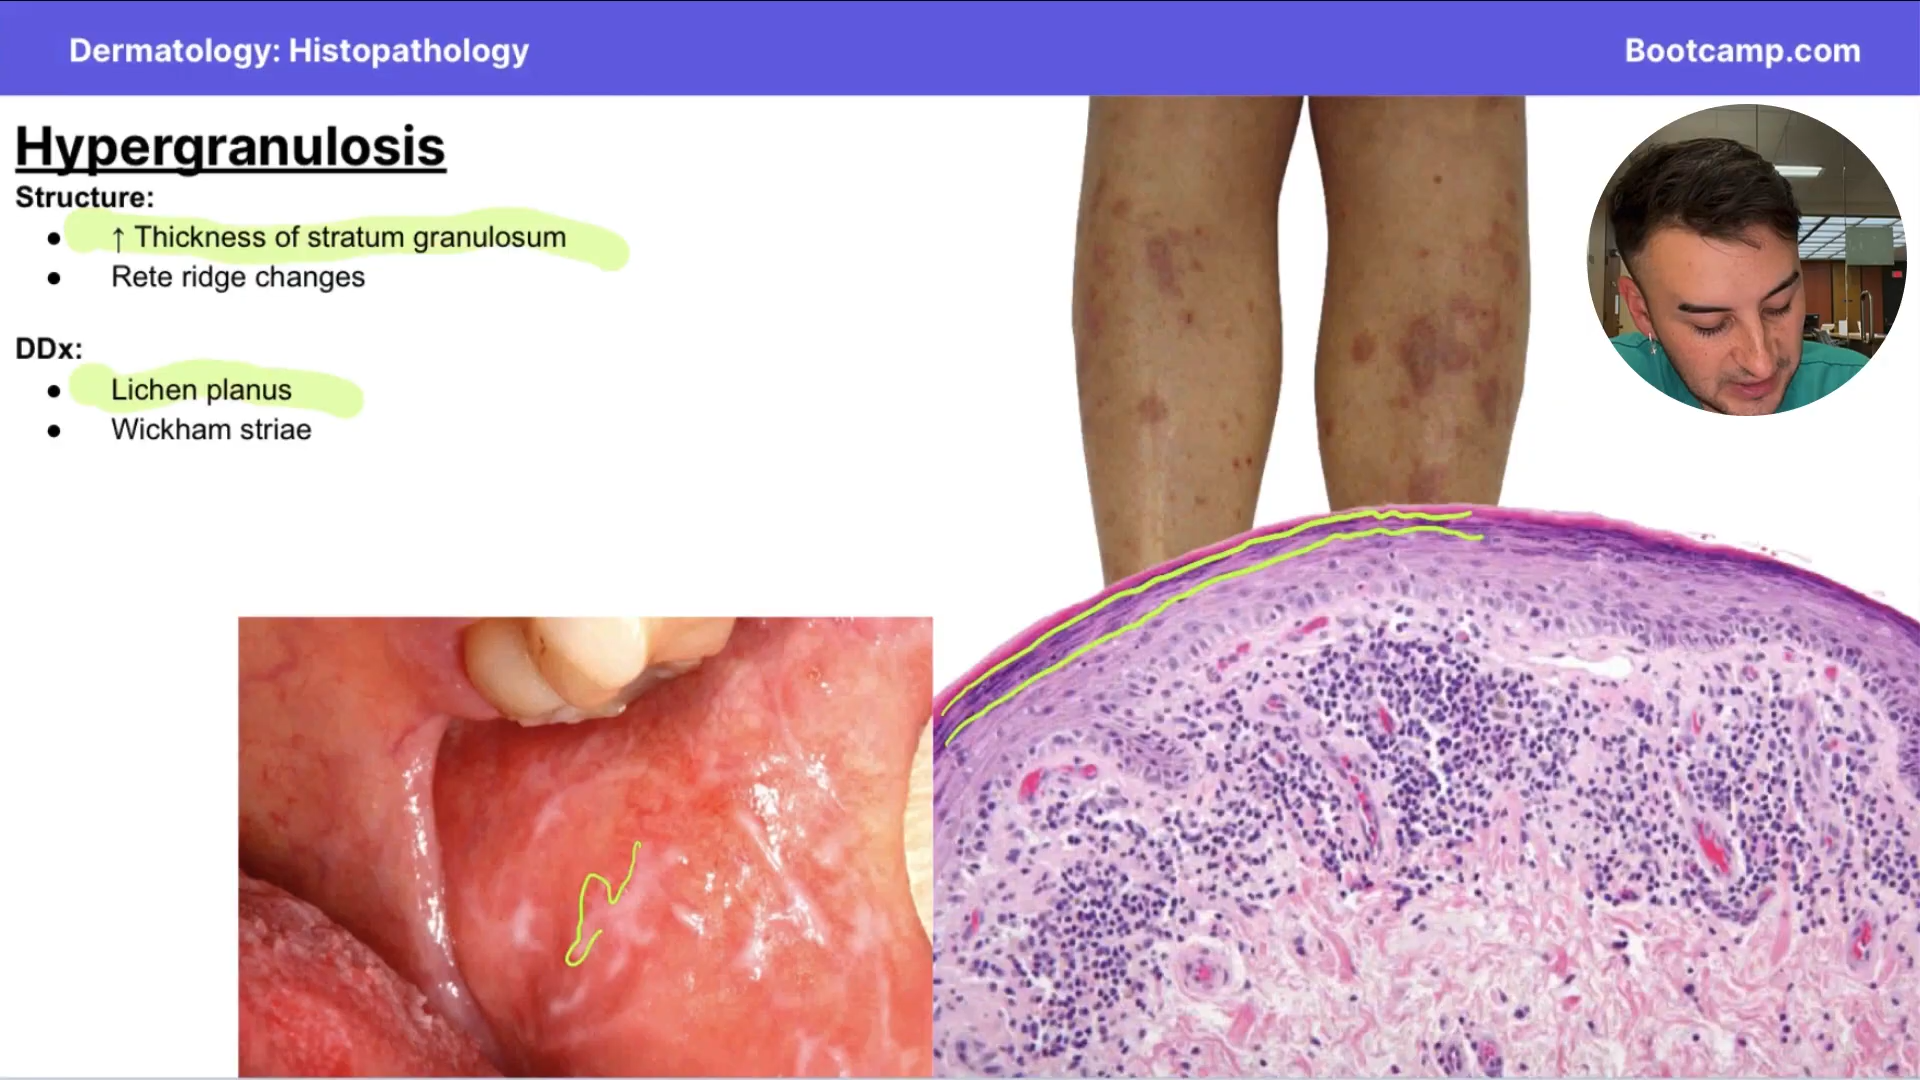 Dermatology: Histopathology
Bootcamp.com
Hypergranulosis
Structure:
● ↑ Thickness of stratum granulosum
● Rete ridge changes
DDx:
● Lichen planus
● Wickham striae